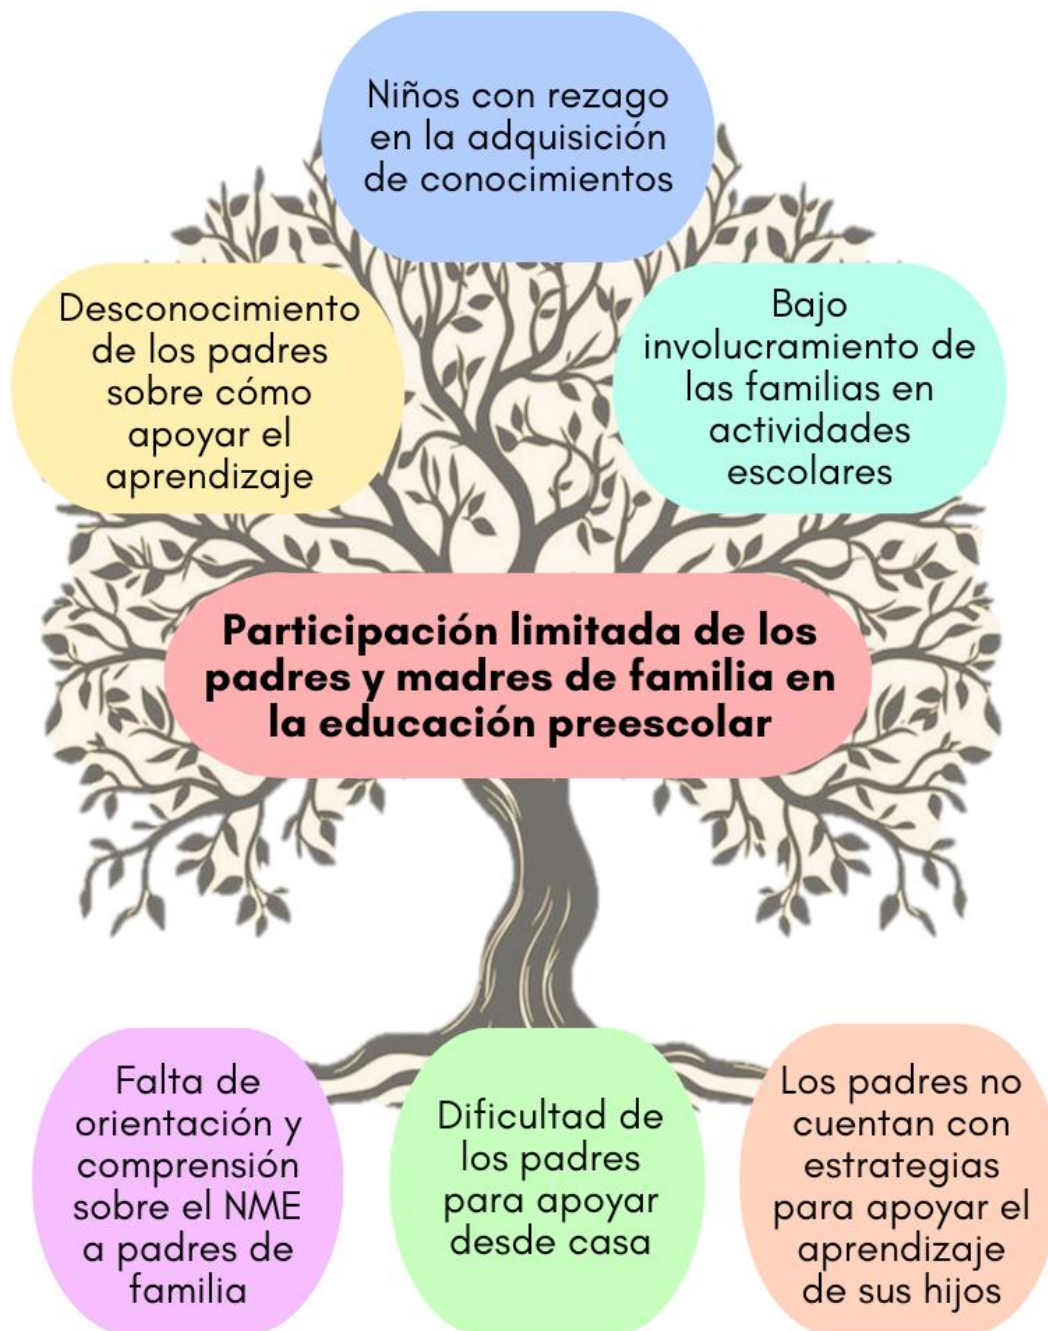 Niños con rezago
en la adquisición
de conocimientos
Desconocimiento
de los padres
sobre cómo
apoyar el
aprendizaje
Bajo
involucramiento de
las familias en
actividades
escolares
Participación limitada de los
padres y madres de familia en
la educación preescolar
Falta de
orientación y
comprensión
sobre el NME
a padres de
familia
Dificultad de
los padres
para apoyar
desde casa
Los padres no
cuentan con
estrategias
para apoyar el
aprendizaje
de sus hijos